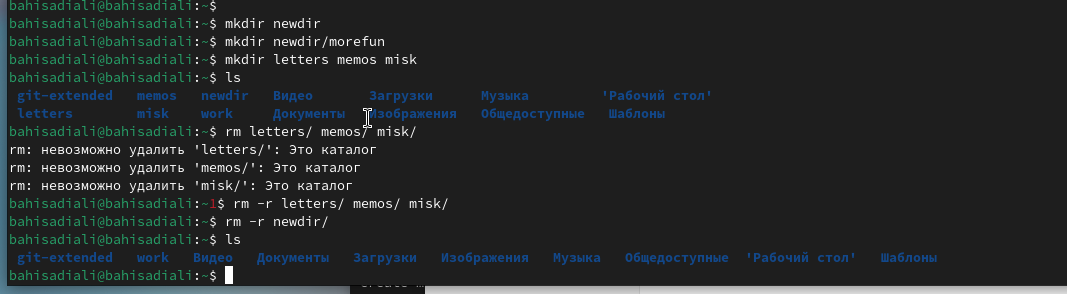 bahisadiali@bahisadiali:~$
bahisadiali@bahisadiali:~$ mkdir newdir
bahisadiali@bahisadiali:~$ mkdir newdir/morefun
bahisadiali@bahisadiali:~$ mkdir letters memos misk
bahisadiali@bahisadiali:~$ ls
git-extended memos newdir Видео Загрузки Музыка 'Рабочий стол'
letters misk work Документы Изображения Общедоступные Шаблоны
bahisadiali@bahisadiali:~$ rm letters/ memos/ misk/
rm: невозможно удалить 'letters/': Это каталог
rm: невозможно удалить 'memos/': Это каталог
rm: невозможно удалить 'misk/': Это каталог
bahisadiali@bahisadiali:~1$ rm -r letters/ memos/ misk/
bahisadiali@bahisadiali:~$ rm -r newdir/
bahisadiali@bahisadiali:~$ ls
git-extended work Видео Документы Загрузки Изображения Музыка Общедоступные 'Рабочий стол' Шаблоны
bahisadiali@bahisadiali:~$